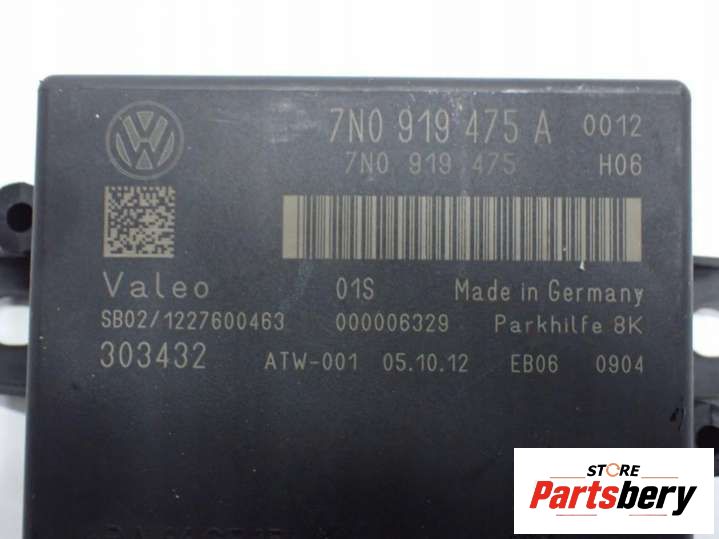 7N0 919 475 A 0012
7N0 919 475 H06
Valeo 01S Made in Germany
SB02/1227600463 000006329 Parkhilfe 8K
303432 ATW-001 05.10.12 EB06 0904
STORE
Partsbery